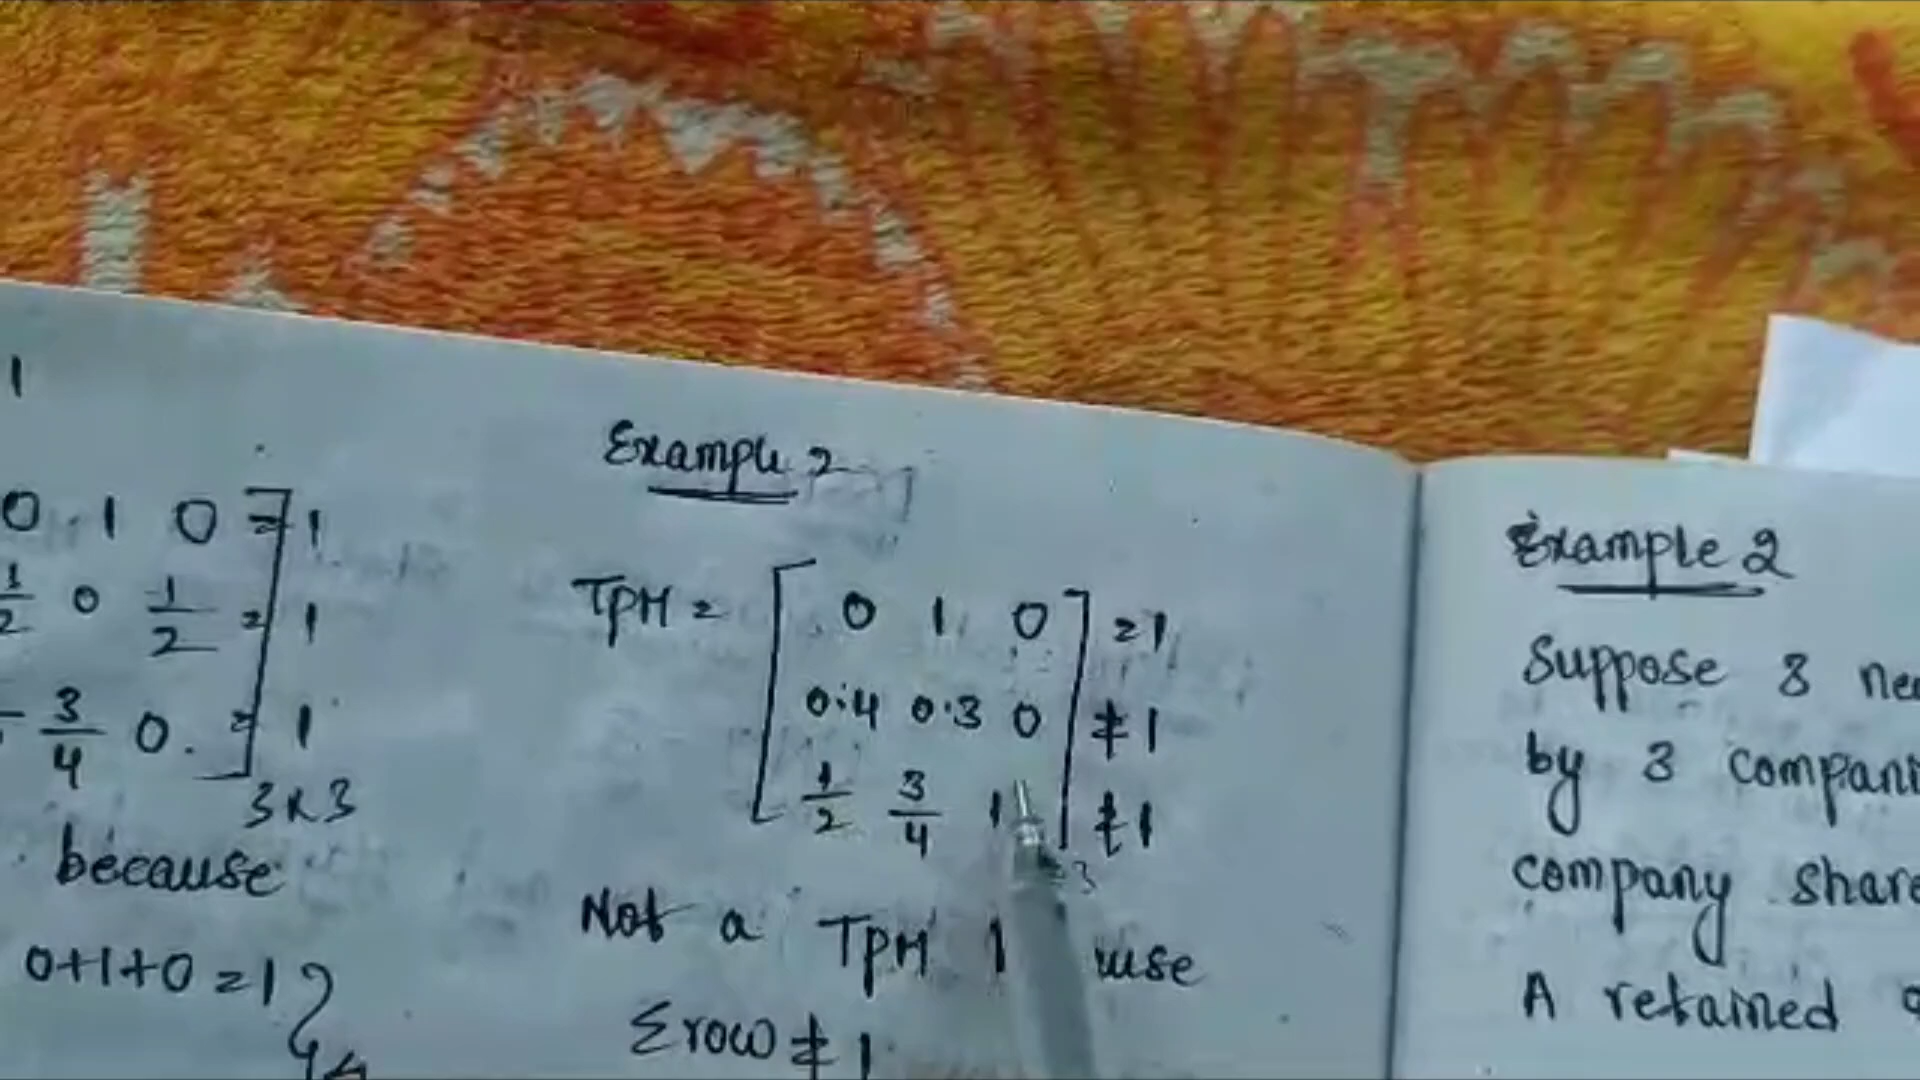 1
0 1 0 ] = 1
1/2 0 1/2 = 1
3/4 0. = 1
3x3
because
0+1+0=1
Example 2
TPM = [ 0 1 0 ] =1
0.4 0.3 0 ≠ 1
1/2 3/4 1 ≠ 1
3
Not a TPM
Σrow ≠ 1
Example 2
Suppose 3
by 3
company
A retained